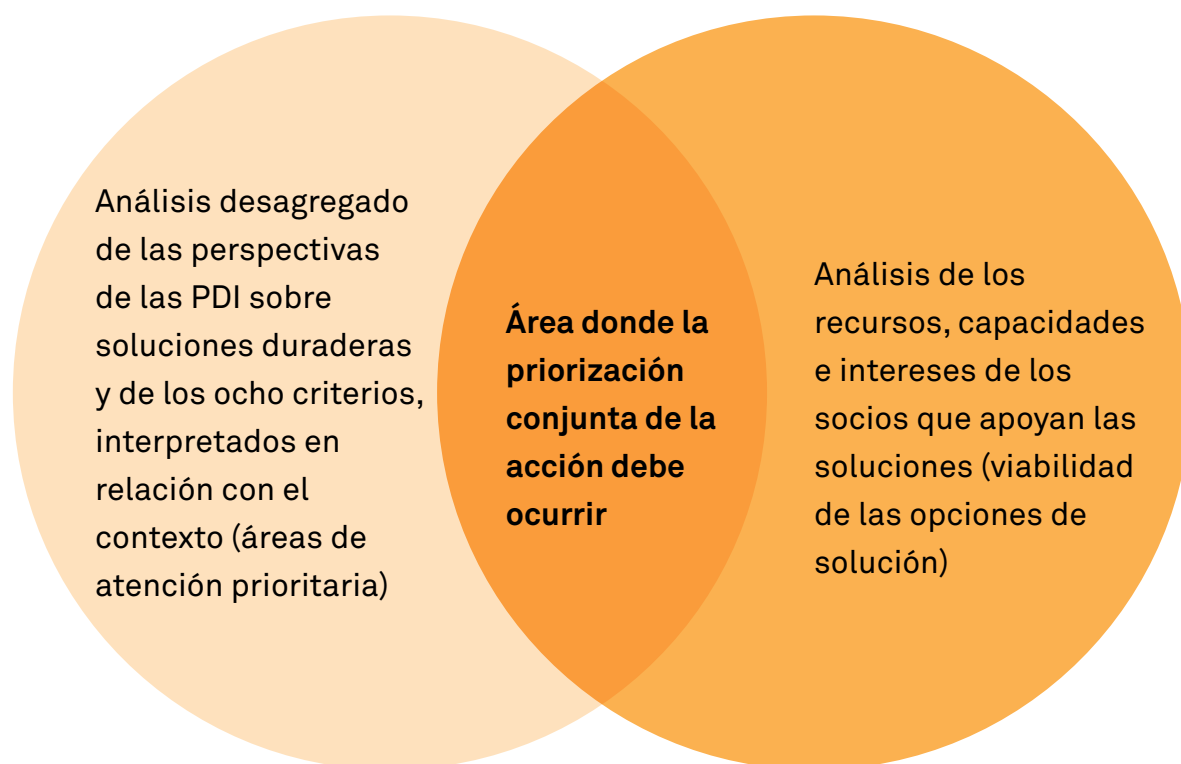 Análisis desagregado
de las perspectivas
de las PDI sobre
soluciones duraderas
y de los ocho criterios,
interpretados en
relación con el
contexto (áreas de
atención prioritaria)
Área donde la
priorización
conjunta de la
acción debe
ocurrir
Análisis de los
recursos, capacidades
e intereses de los
socios que apoyan las
soluciones (viabilidad
de las opciones de
solución)